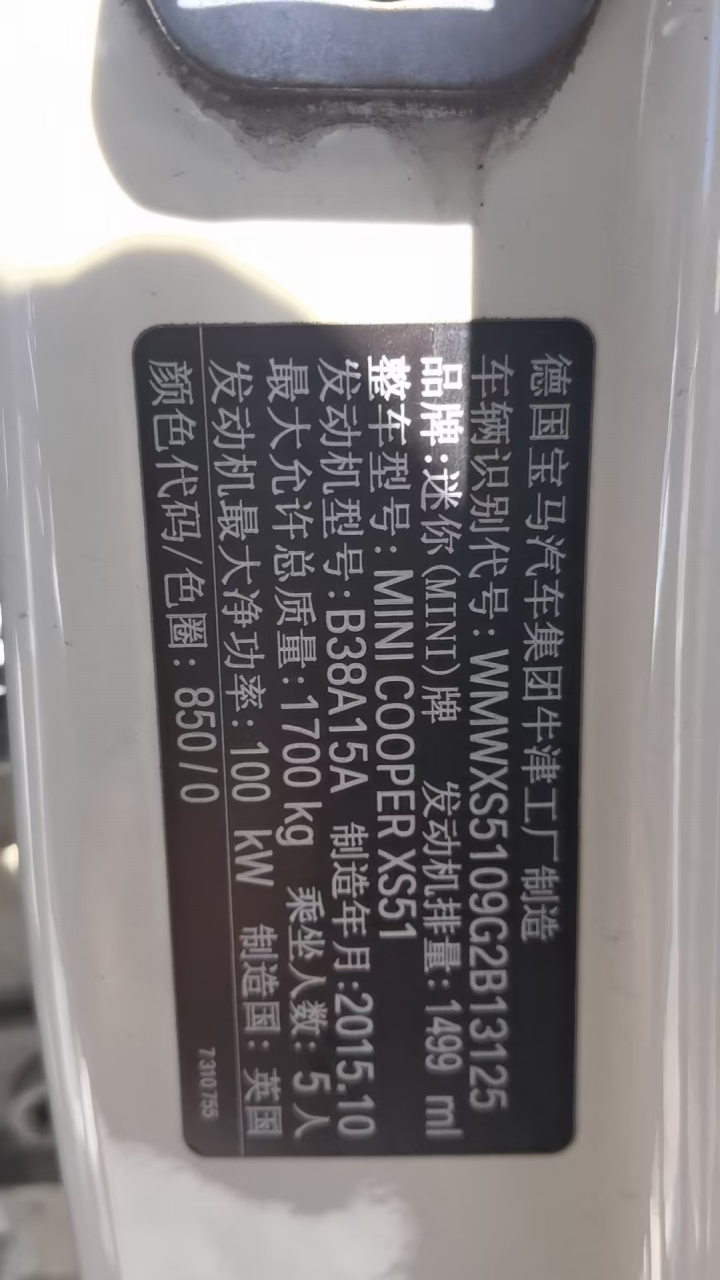 德国宝马汽车集团牛津工厂制造
车辆识别代号:WMWXS5109G2B13125
品牌:迷你(MINI)牌 发动机排量:1499 ml
整车型号:MINI COOPER XS51
发动机型号:B38A15A 制造年月:2015.10
最大允许总质量:1700 kg 乘坐人数:5人
发动机最大净功率:100 kW 制造国:英国
颜色代码/色圈:850/0
7 310 755